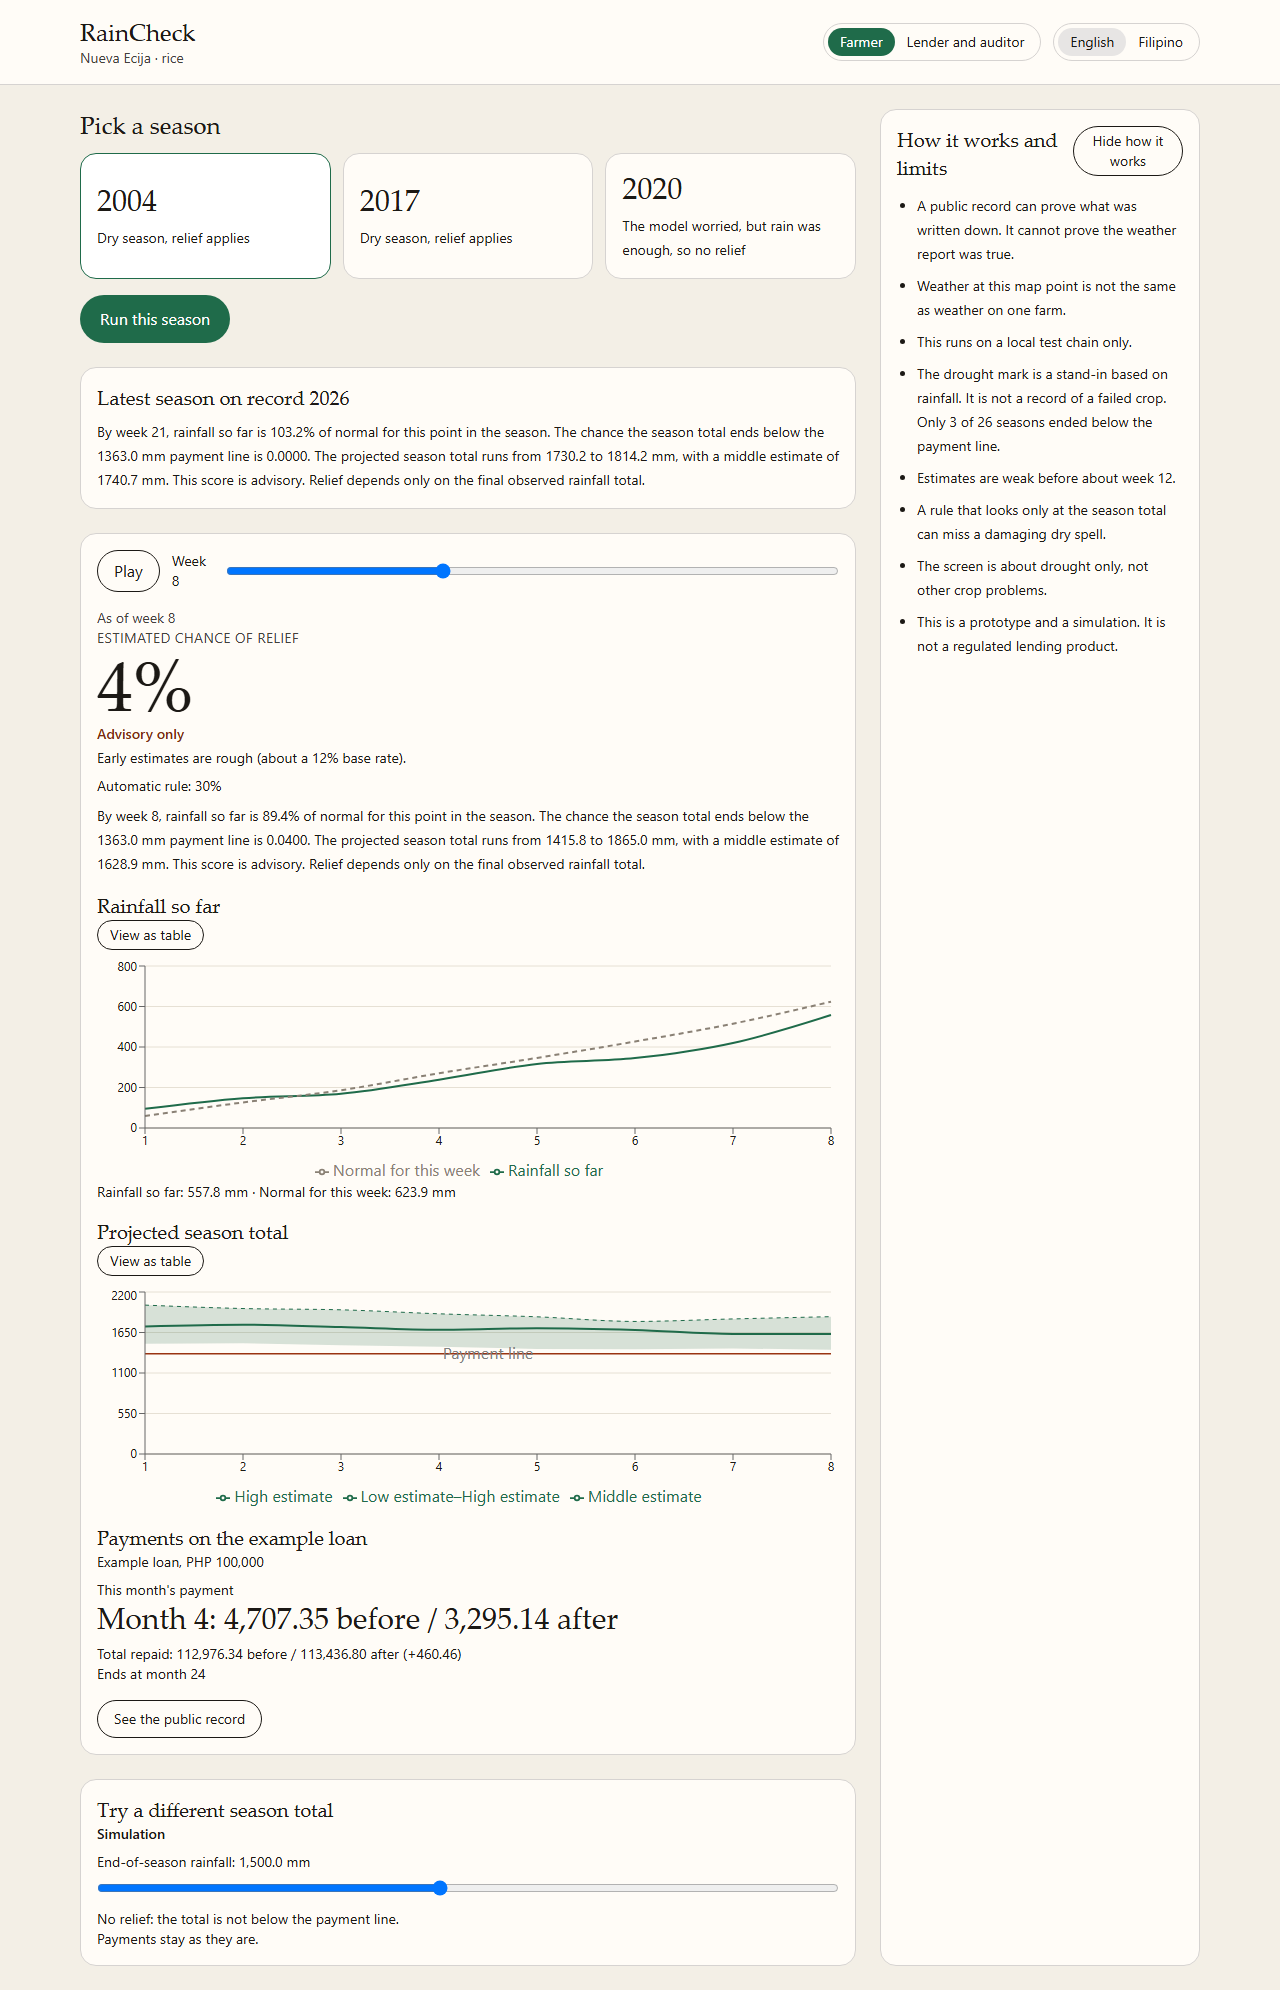 RainCheck
Nueva Ecija · rice
Farmer
Lender and auditor
English
Filipino
Pick a season
2004
Dry season, relief applies
2017
Dry season, relief applies
2020
The model worried, but rain was
enough, so no relief
Run this season
Latest season on record 2026
By week 21, rainfall so far is 103.2% of normal for this point in the season. The chance the season total ends below the
1363.0 mm payment line is 0.0000. The projected season total runs from 1730.2 to 1814.2 mm, with a middle estimate of
1740.7 mm. This score is advisory. Relief depends only on the final observed rainfall total.
Play
Week
8
As of week 8
ESTIMATED CHANCE OF RELIEF
4%
Advisory only
Early estimates are rough (about a 12% base rate).
Automatic rule: 30%
By week 8, rainfall so far is 89.4% of normal for this point in the season. The chance the season total ends below the
1363.0 mm payment line is 0.0400. The projected season total runs from 1415.8 to 1865.0 mm, with a middle estimate of
1628.9 mm. This score is advisory. Relief depends only on the final observed rainfall total.
Rainfall so far
View as table
800
600
400
200
0
1 2 3 4 5 6 7 8
Normal for this week
Rainfall so far
Rainfall so far: 557.8 mm · Normal for this week: 623.9 mm
Projected season total
View as table
2200
1650
1100
550
0
Payment line
1 2 3 4 5 6 7 8
High estimate
Low estimate–High estimate
Middle estimate
Payments on the example loan
Example loan, PHP 100,000
This month's payment
Month 4: 4,707.35 before / 3,295.14 after
Total repaid: 112,976.34 before / 113,436.80 after (+460.46)
Ends at month 24
See the public record
Try a different season total
Simulation
End-of-season rainfall: 1,500.0 mm
No relief: the total is not below the payment line.
Payments stay as they are.
How it works and
limits
Hide how it
works
A public record can prove what was
written down. It cannot prove the weather
report was true.
Weather at this map point is not the same
as weather on one farm.
This runs on a local test chain only.
The drought mark is a stand-in based on
rainfall. It is not a record of a failed crop.
Only 3 of 26 seasons ended below the
payment line.
Estimates are weak before about week 12.
A rule that looks only at the season total
can miss a damaging dry spell.
The screen is about drought only, not
other crop problems.
This is a prototype and a simulation. It is
not a regulated lending product.